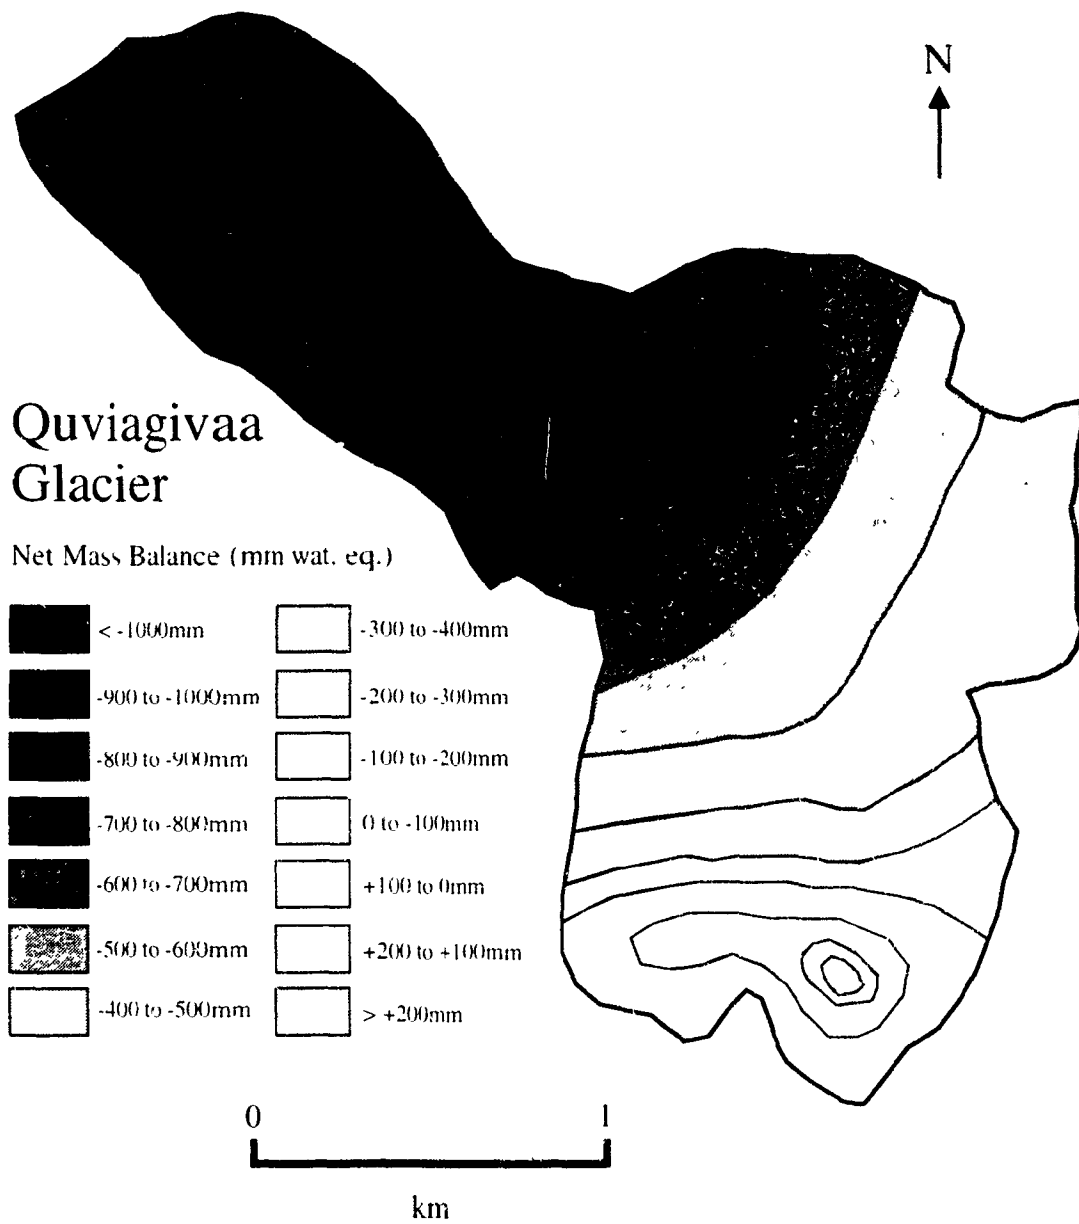 N
Quviagivaa
Glacier
Net Mass Balance (mm wat. eq.)
< -1000mm
-900 to -1000mm
-800 to -900mm
-700 to -800mm
-600 to -700mm
-500 to -600mm
-400 to -500mm
-300 to -400mm
-200 to -300mm
-100 to -200mm
0 to -100mm
+100 to 0mm
+200 to +100mm
> +200mm
0 1
km